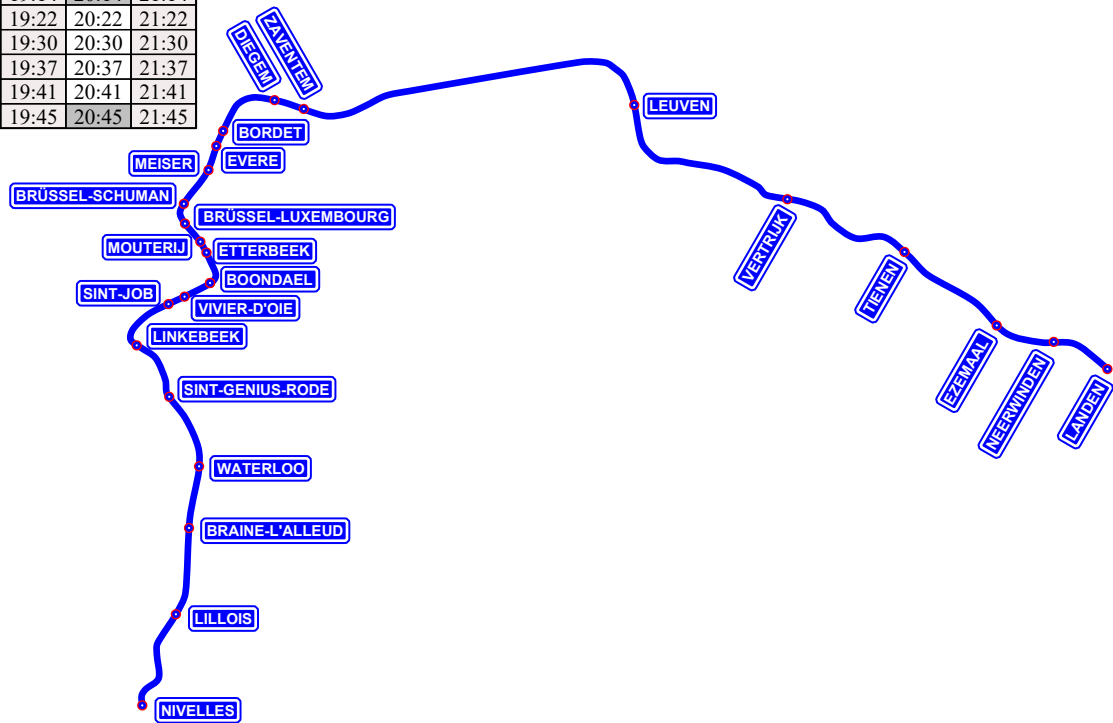 19:22 20:22 21:22
19:30 20:30 21:30
19:37 20:37 21:37
19:41 20:41 21:41
19:45 20:45 21:45
DIEGEM
ZAVENTEM
LEUVEN
BORDET
EVERE
MEISER
BRÜSSEL-SCHUMAN
BRÜSSEL-LUXEMBOURG
MOUTERIJ
ETTERBEEK
BOONDAEL
SINT-JOB
VIVIER-D'OIE
LINKEBEEK
SINT-GENIUS-RODE
WATERLOO
BRAINE-L'ALLEUD
LILLOIS
NIVELLES
VERTRIJK
TIENEN
EZEMAAL
NEERWINDEN
LANDEN